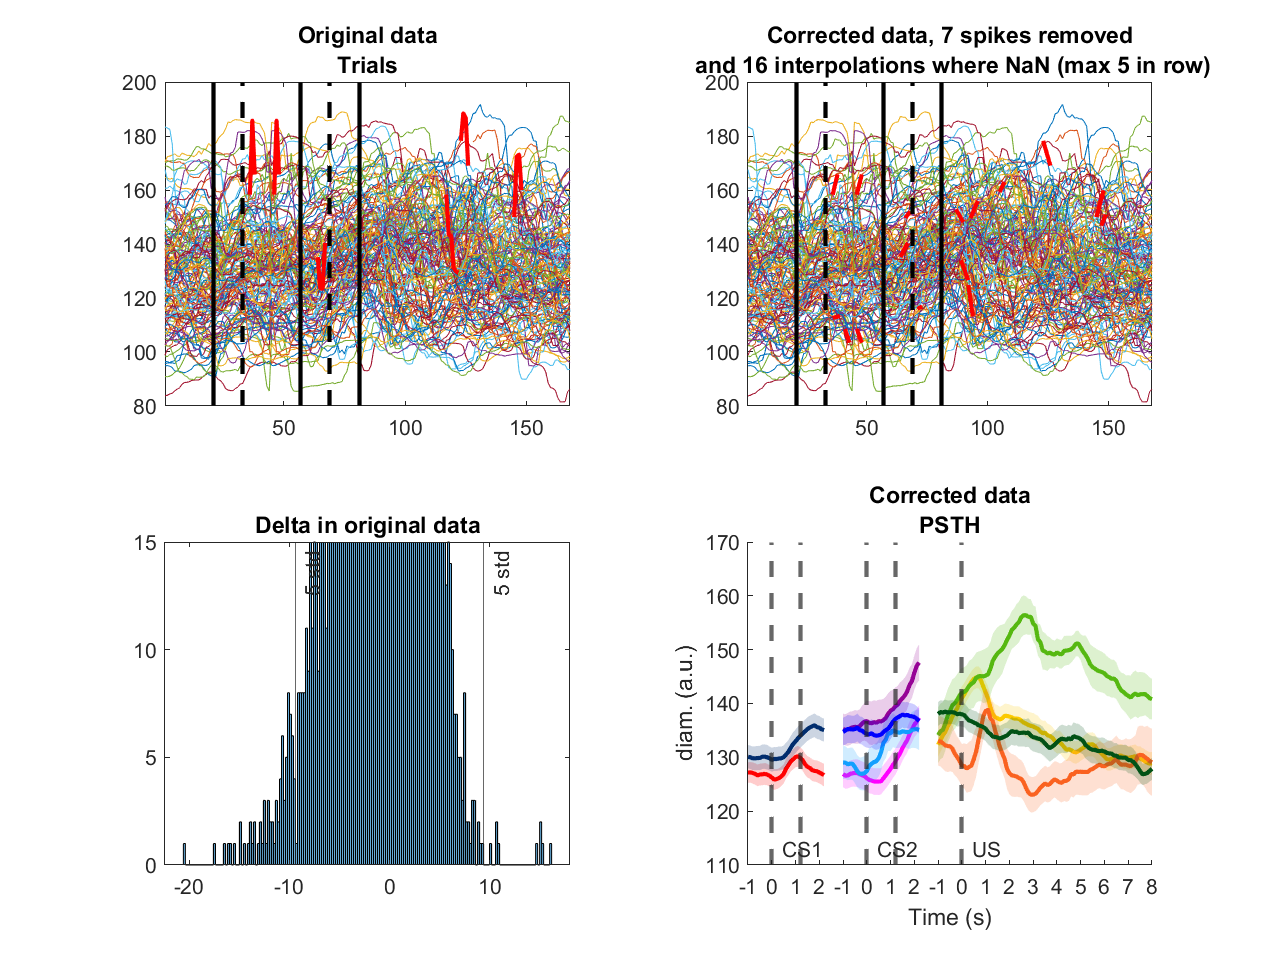 Original data
Trials
200
180
160
140
120
100
80
50
100
150
Corrected data, 7 spikes removed
and 16 interpolations where NaN (max 5 in row)
200
180
160
140
120
100
80
50
100
150
Delta in original data
15
10
5
0
-20
-10
0
10
5 std
5 std
Corrected data
PSTH
170
160
150
140
130
120
110
diam. (a.u.)
CS1
CS2
US
-1 0 1 2 -1 0 1 2 -1 0 1 2 3 4 5 6 7 8
Time (s)